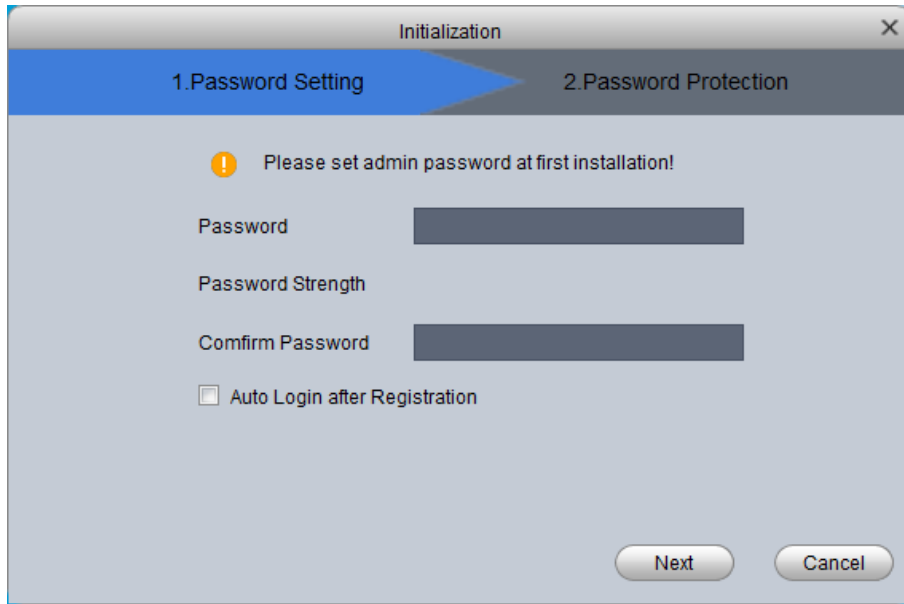 Initialization
1.Password Setting 2.Password Protection
Please set admin password at first installation!
Password
Password Strength
Comfirm Password
Auto Login after Registration
Next Cancel